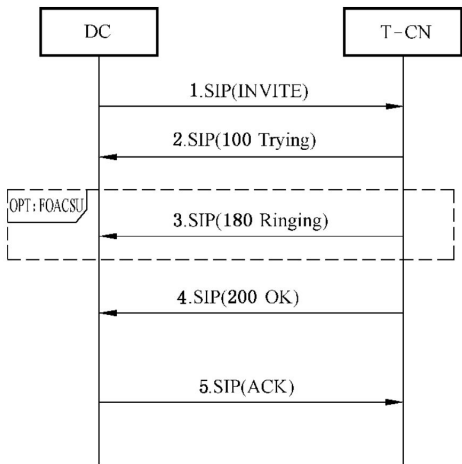 DC
T-CN
1.SIP(INVITE)
2.SIP(100 Trying)
OPT:FOACSU
3.SIP(180 Ringing)
4.SIP(200 OK)
5.SIP(ACK)